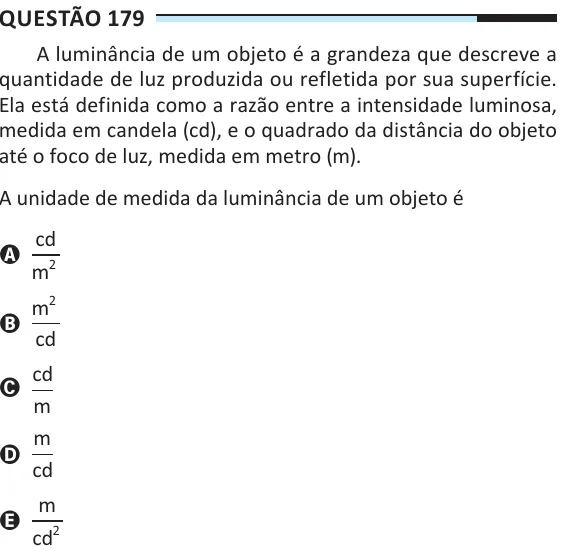 QUESTÃO 179
A luminância de um objeto é a grandeza que descreve a
quantidade de luz produzida ou refletida por sua superfície.
Ela está definida como a razão entre a intensidade luminosa,
medida em candela (cd), e o quadrado da distância do objeto
até o foco de luz, medida em metro (m).
A unidade de medida da luminância de um objeto é
A cd/m²
B m²/cd
C cd/m
D m/cd
E m/cd²